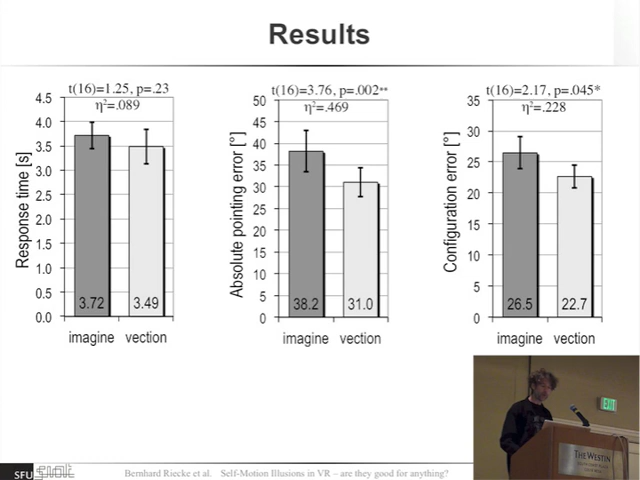 Results
t(16)=1.25, p=.23
η²=.089
Response time [s]
4.5
4.0
3.5
3.0
2.5
2.0
1.5
1.0
0.5
0.0
3.72
3.49
imagine
vection
t(16)=3.76, p=.002**
η²=.469
Absolute pointing error [°]
50
45
40
35
30
25
20
15
10
5
0
38.2
31.0
imagine
vection
t(16)=2.17, p=.045*
η²=.228
Configuration error [°]
35
30
25
20
15
10
5
0
26.5
22.7
imagine
vection
EXIT
THE WESTIN
SFU
Bernhard Riecke et al. Self-Motion Illusions in VR – are they good for anything?